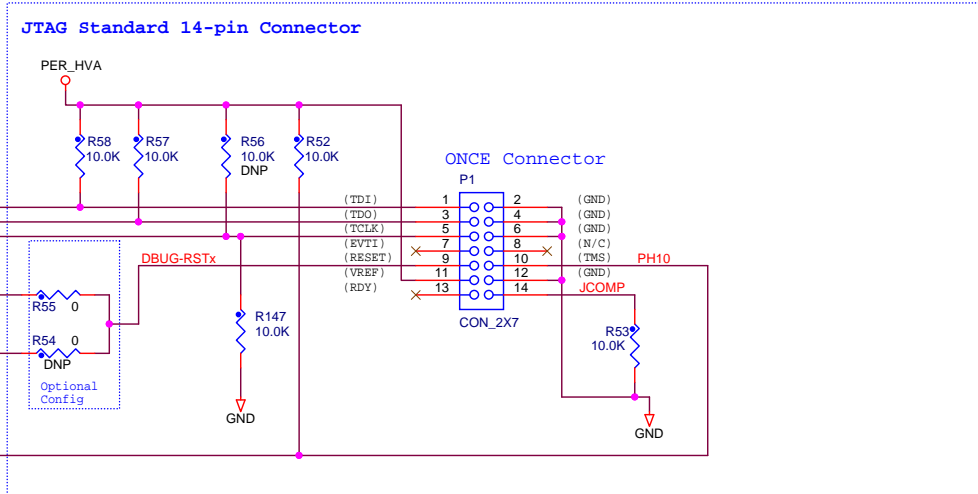 JTAG Standard 14-pin Connector
PER_HVA
R58
10.0K
R57
10.0K
R56
10.0K
DNP
R52
10.0K
ONCE Connector
P1
(TDI) 1 2 (GND)
(TDO) 3 4 (GND)
(TCLK) 5 6 (GND)
(EVTI) 7 8 (N/C)
DBUG-RSTx (RESET) 9 10 (TMS) PH10
(VREF) 11 12 (GND)
(RDY) 13 14 JCOMP
CON_2X7
R55 0
R54 0
DNP
Optional
Config
R147
10.0K
GND
R53
10.0K
GND